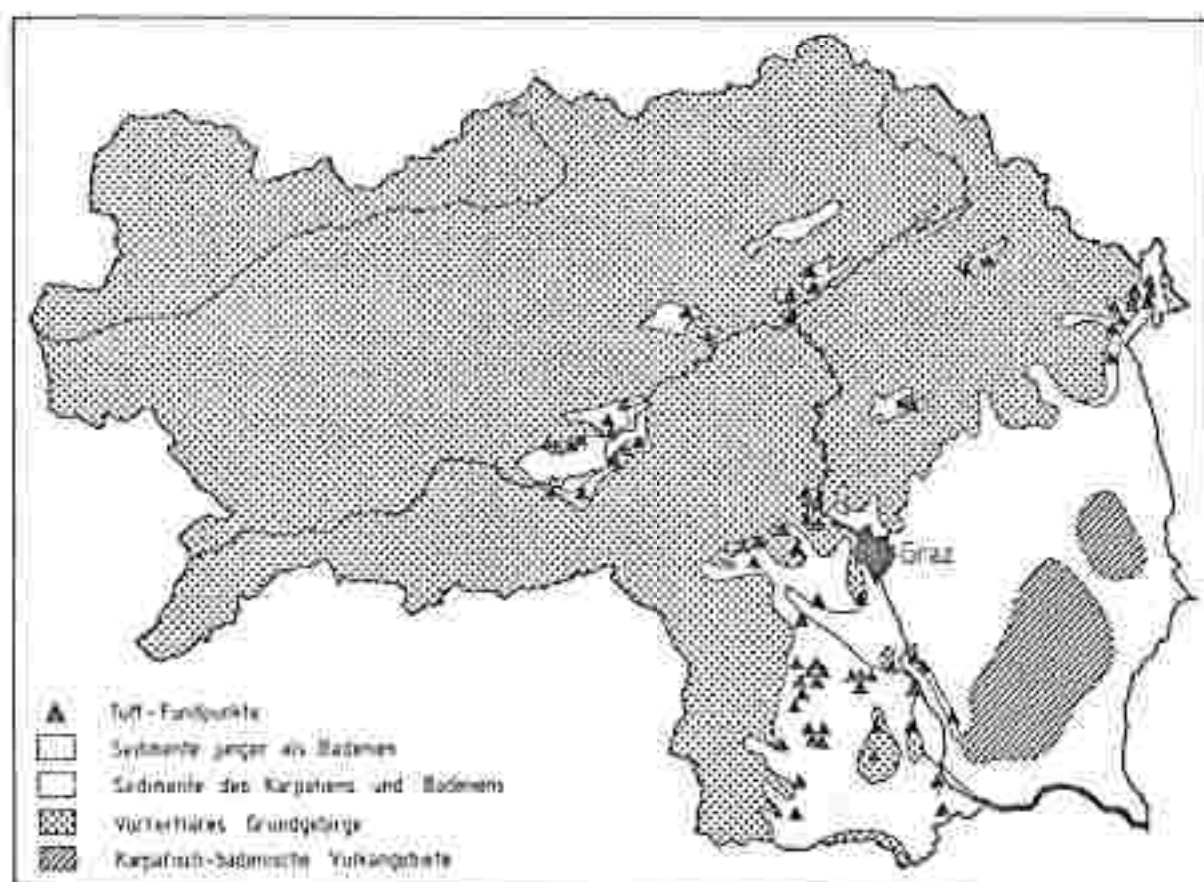 Graz
Tuff-Fundpunkte
Sedimente jünger als Badenien
Sedimente des Karpatiens und Badeniens
Vortertiäres Grundgebirge
Karpatisch-badenische Vulkangebiete